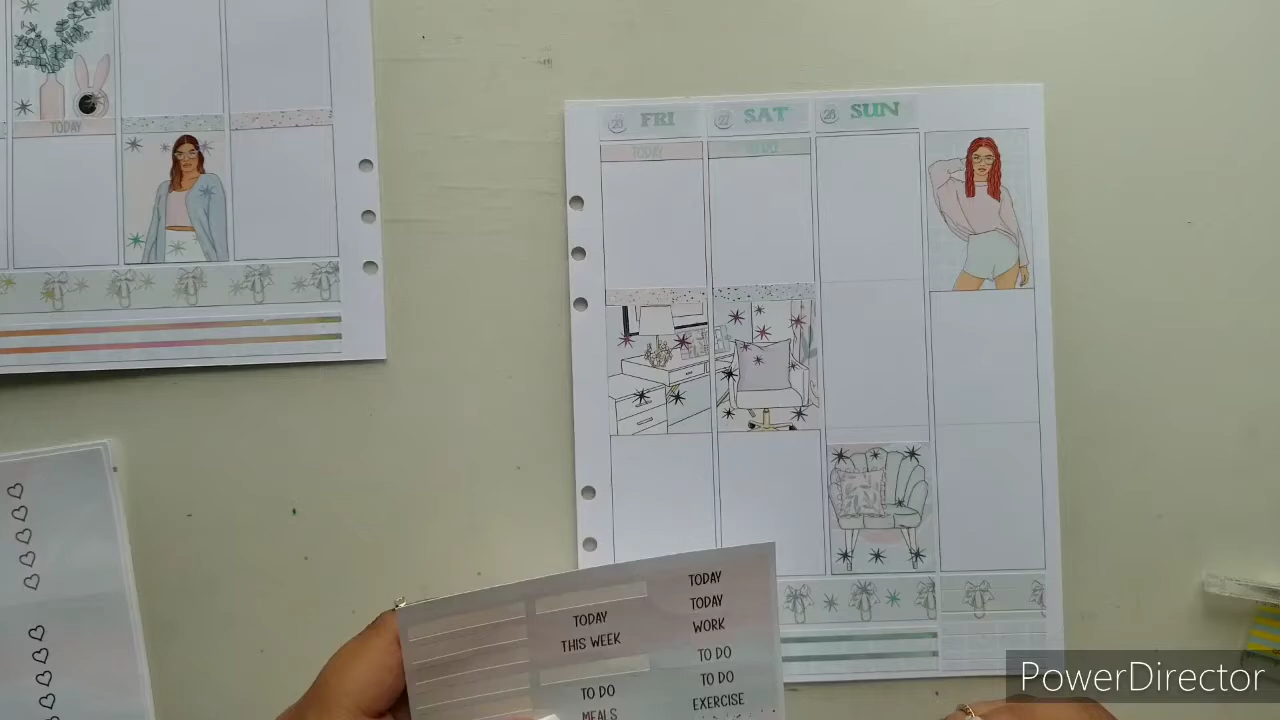 TODAY
FRI
SAT
SUN
TODAY
TODAY
THIS WEEK
TO DO
MEALS
TODAY
TODAY
WORK
TO DO
TO DO
EXERCISE
PowerDirector